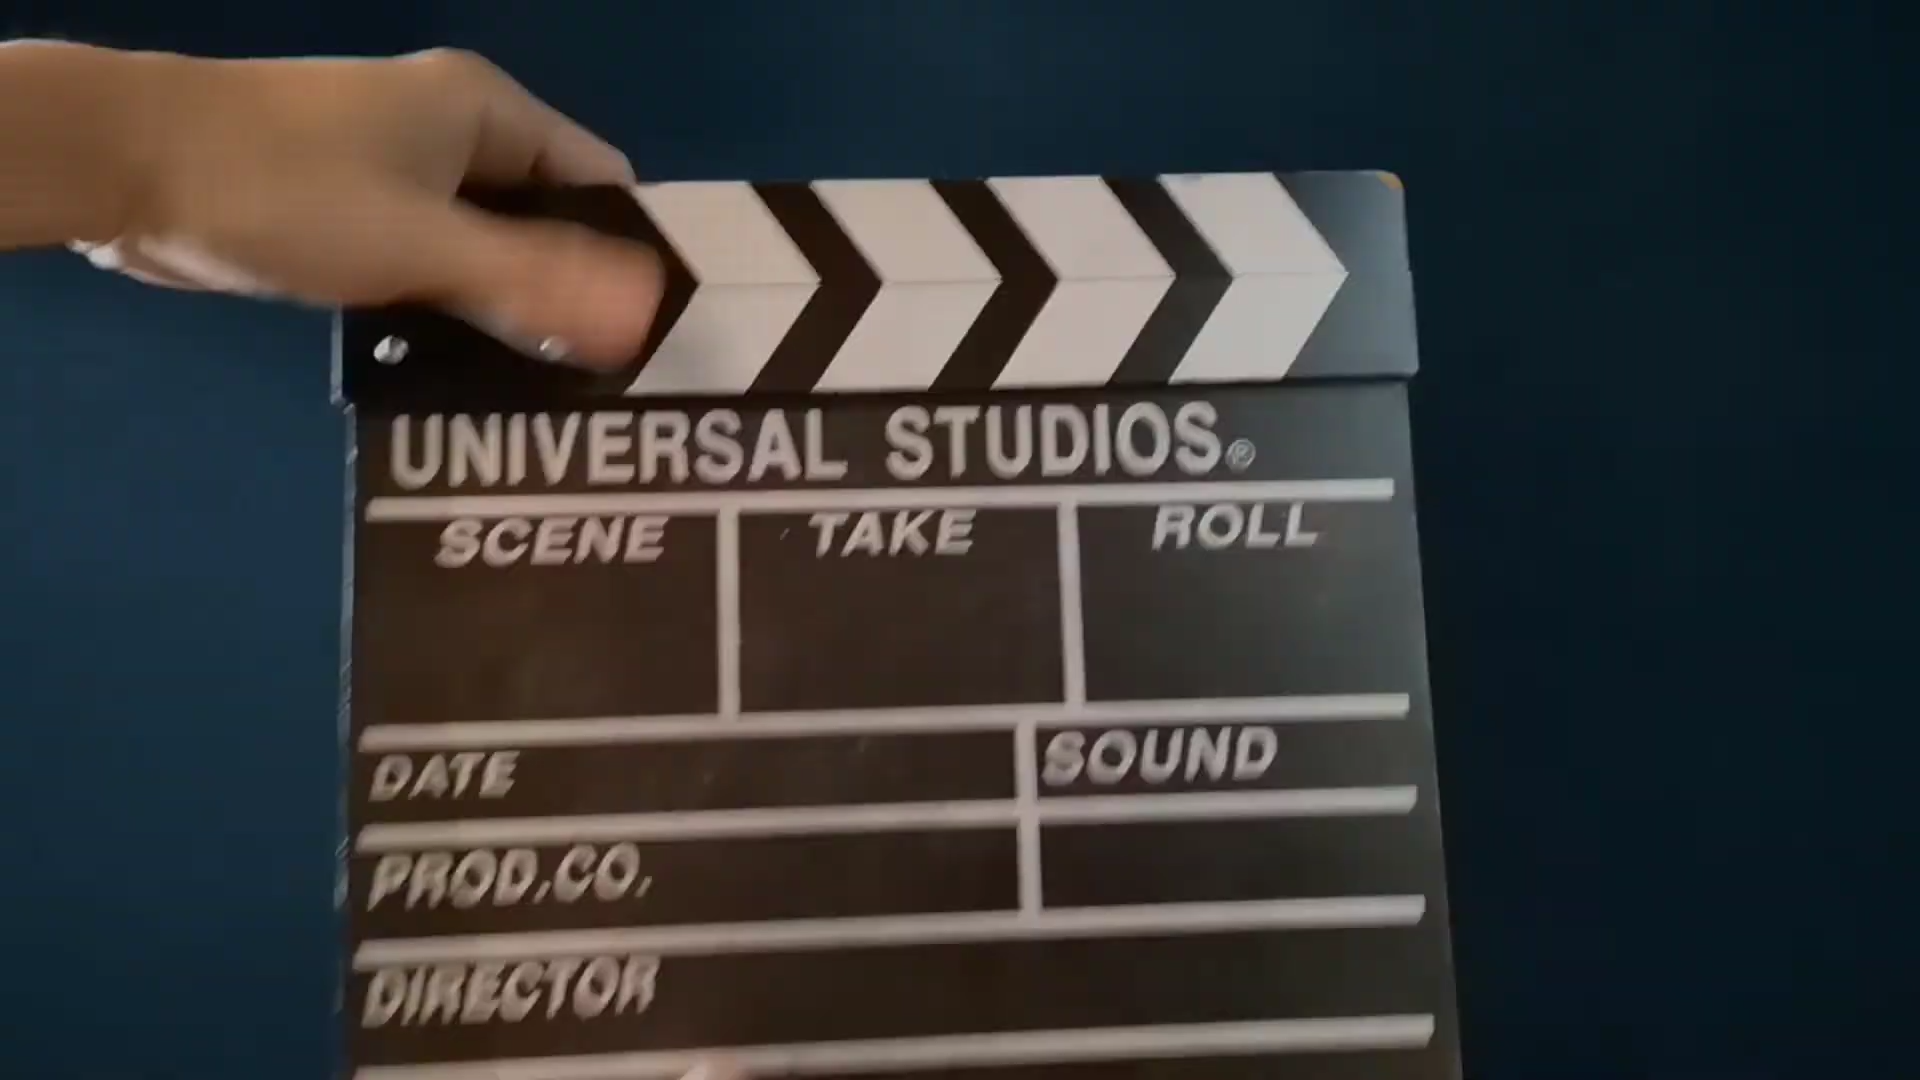 UNIVERSAL STUDIOS®
SCENE TAKE ROLL
DATE SOUND
PROD.CO.
DIRECTOR